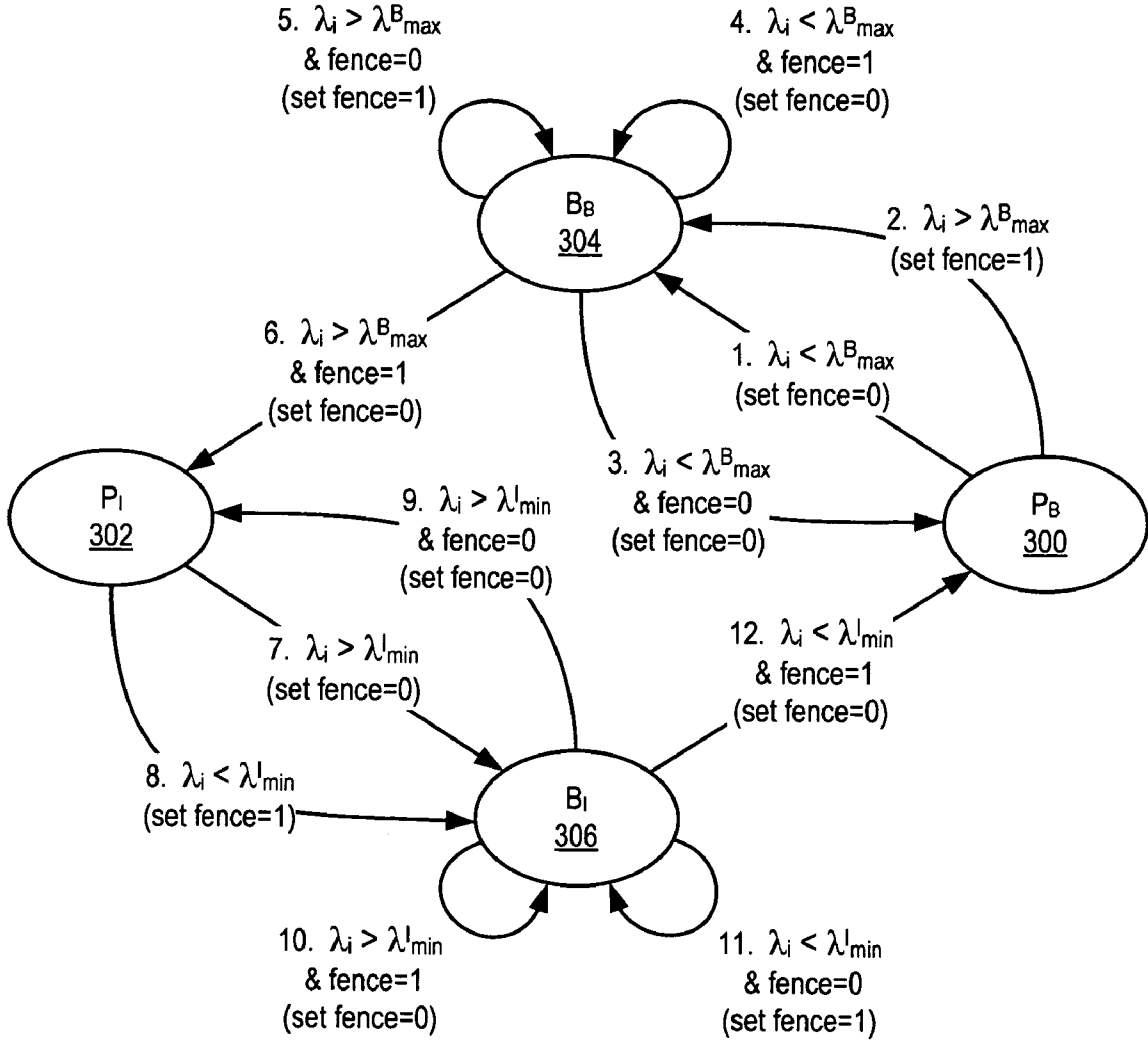 5. λi > λBmax
& fence=0
(set fence=1)
4. λi < λBmax
& fence=1
(set fence=0)
BB
304
2. λi > λBmax
(set fence=1)
6. λi > λBmax
& fence=1
(set fence=0)
1. λi < λBmax
(set fence=0)
3. λi < λBmax
& fence=0
(set fence=0)
PI
302
9. λi > λImin
& fence=0
(set fence=0)
PB
300
7. λi > λImin
(set fence=0)
12. λi < λImin
& fence=1
(set fence=0)
8. λi < λImin
(set fence=1)
BI
306
10. λi > λImin
& fence=1
(set fence=0)
11. λi < λImin
& fence=0
(set fence=1)